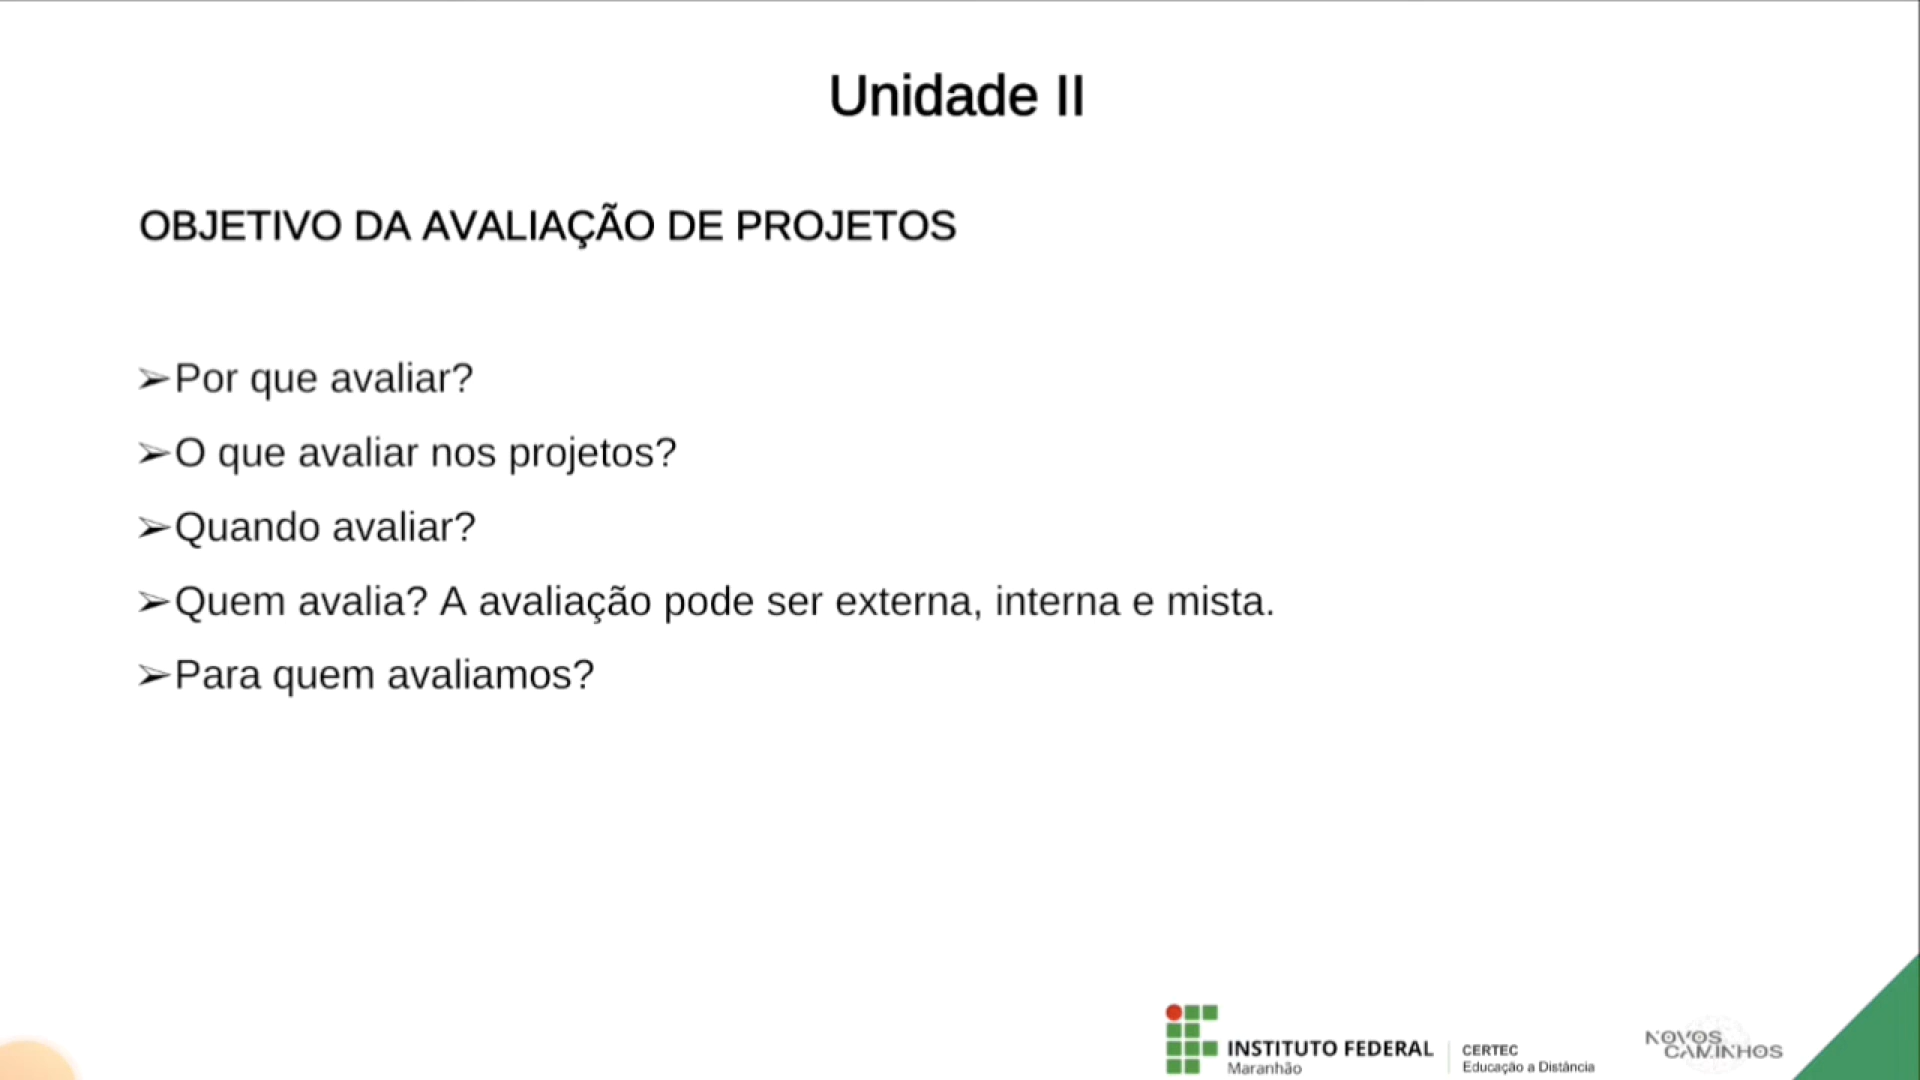 Unidade II
OBJETIVO DA AVALIAÇÃO DE PROJETOS
➢Por que avaliar?
➢O que avaliar nos projetos?
➢Quando avaliar?
➢Quem avalia? A avaliação pode ser externa, interna e mista.
➢Para quem avaliamos?
INSTITUTO FEDERAL
Maranhão
CERTEC
Educação a Distância
NOVOS
CAMINHOS